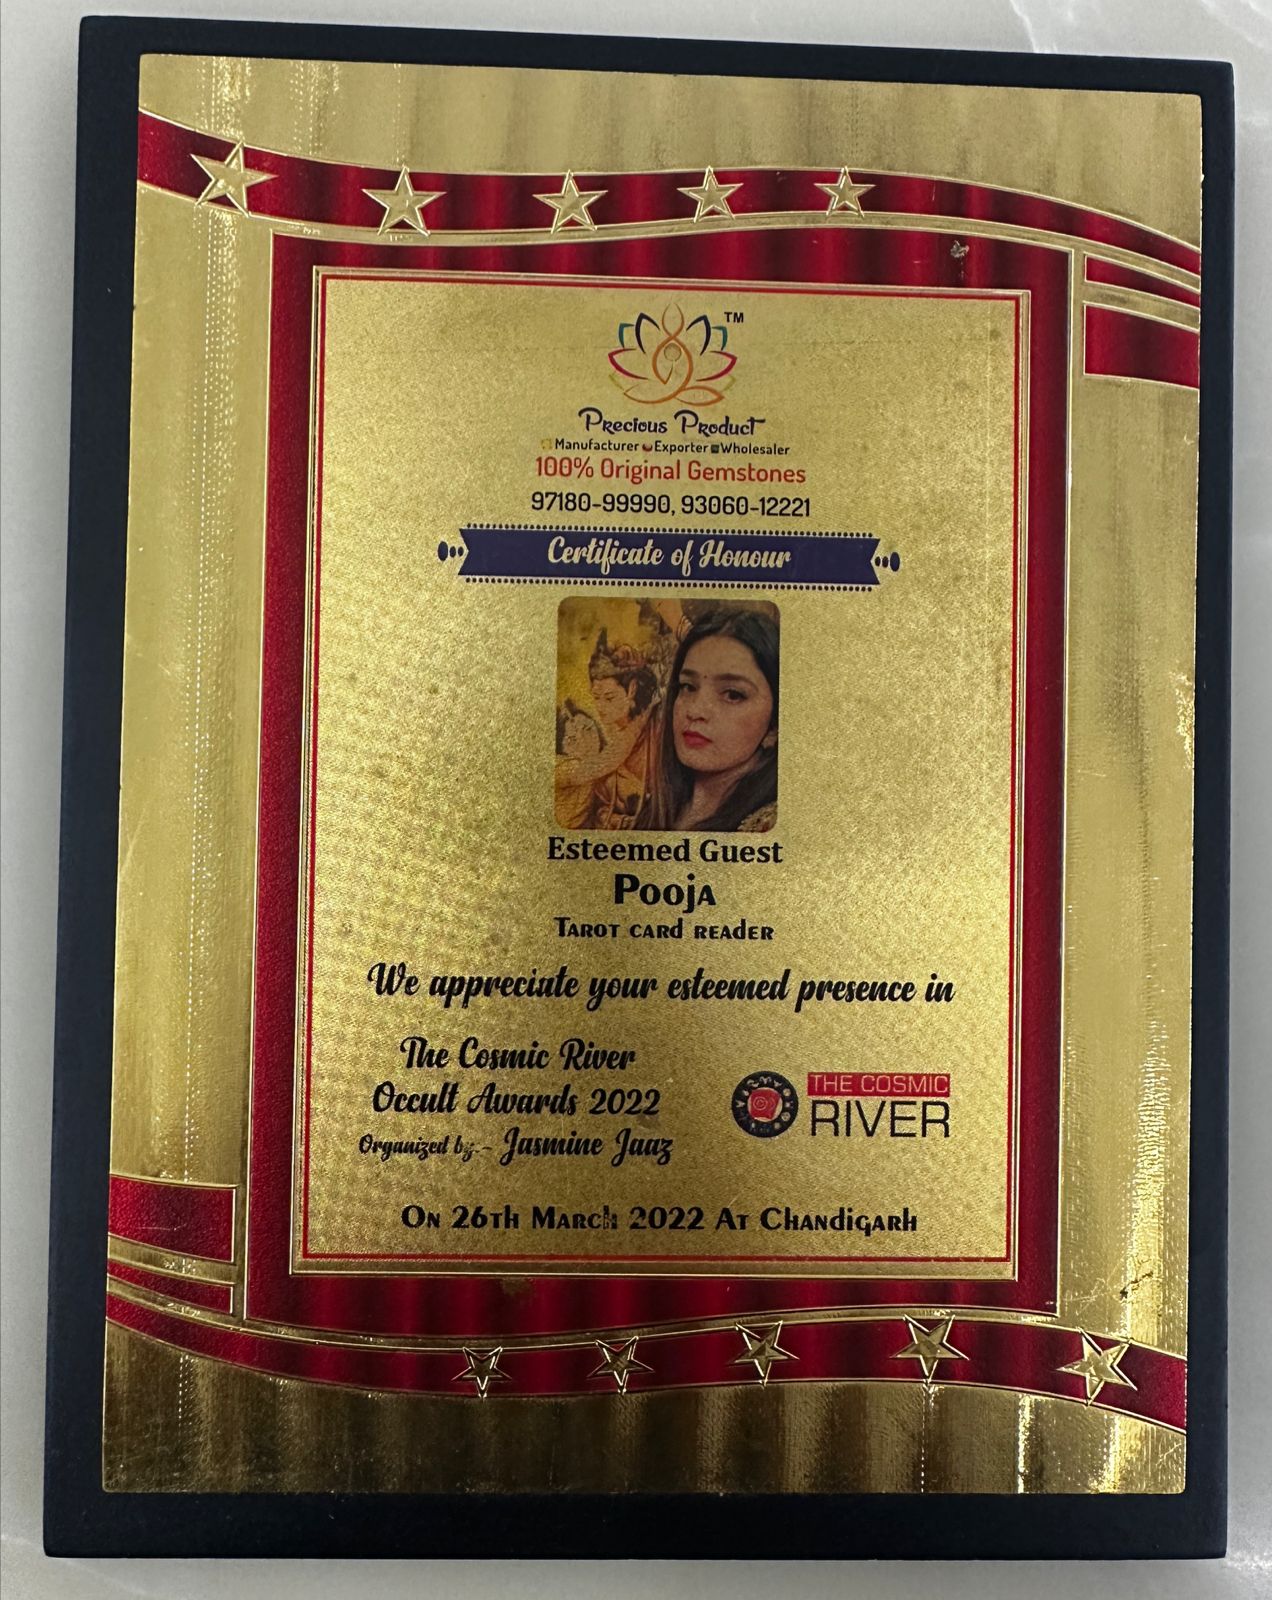 TM
Precious Product
Manufacturer Exporter Wholesaler
100% Original Gemstones
97180-99990, 93060-12221
Certificate of Honour
Esteemed Guest
Pooja
Tarot card reader
We appreciate your esteemed presence in
The Cosmic River
Occult Awards 2022
Organized by:- Jasmine Jaaz
THE COSMIC
RIVER
On 26th March 2022 At Chandigarh